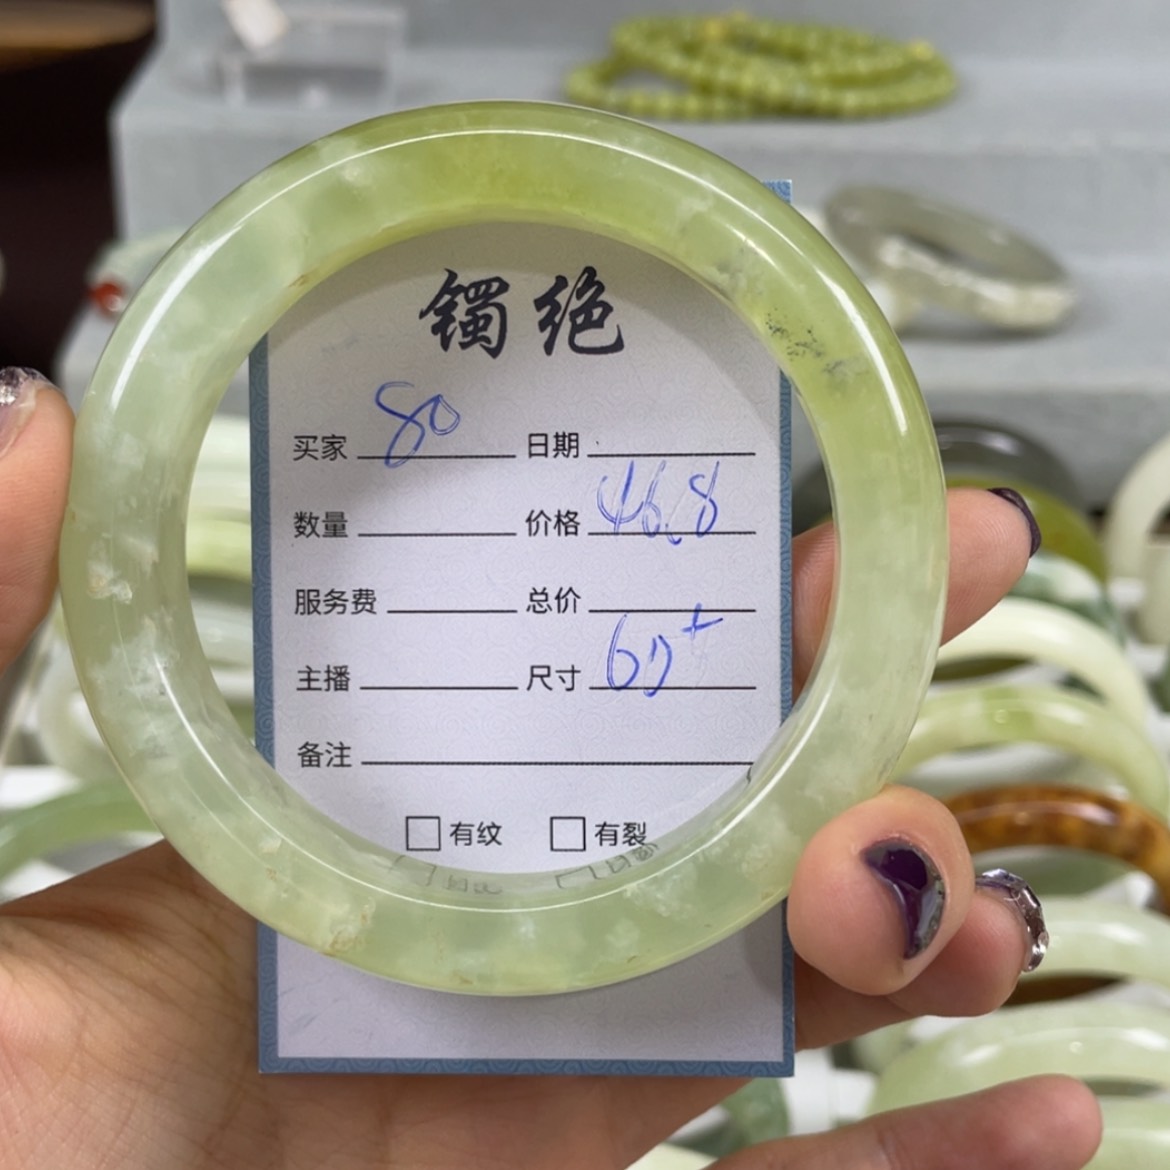 镯绝
买家 80 日期
数量 价格 46.8
服务费 总价
主播 尺寸 60+
备注
有纹 有裂